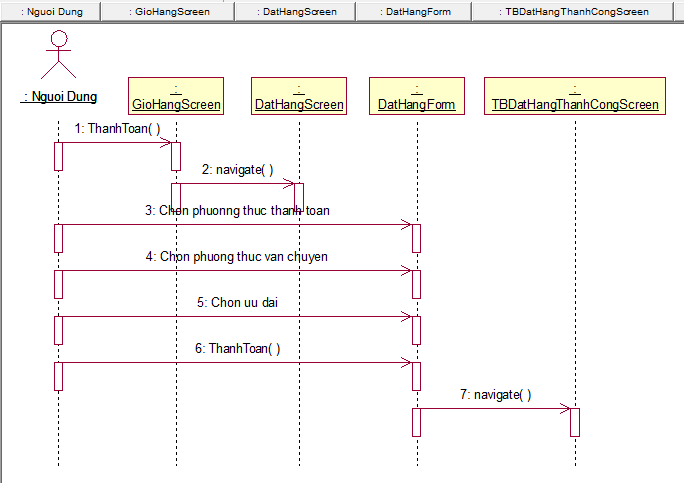 : Nguoi Dung
: GioHangScreen
: DatHangScreen
: DatHangForm
: TBDatHangThanhCongScreen
: Nguoi Dung
:
GioHangScreen
:
DatHangScreen
:
DatHangForm
:
TBDatHangThanhCongScreen
1: ThanhToan( )
2: navigate( )
3: Chon phuonng thuc thanh toan
4: Chon phuong thuc van chuyen
5: Chon uu dai
6: ThanhToan( )
7: navigate( )